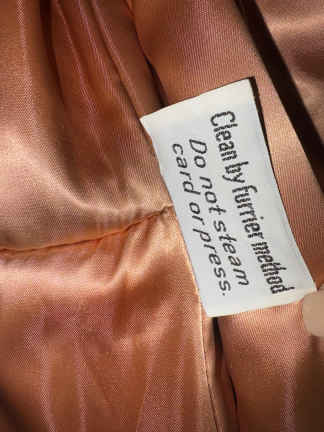 Clean by furrier method
Do not steam
card or press.